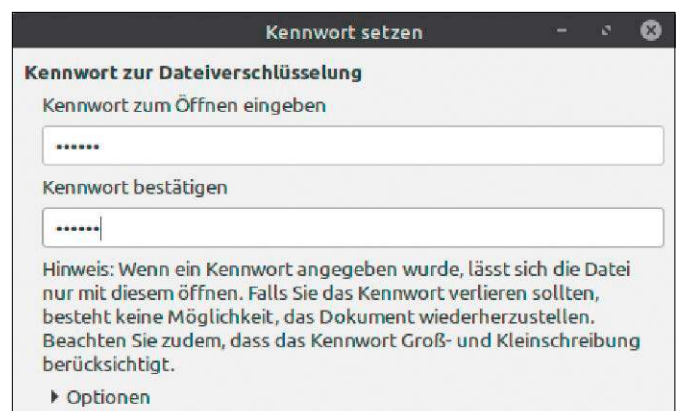 Kennwort setzen
Kennwort zur Dateiverschlüsselung
Kennwort zum Öffnen eingeben
••••••
Kennwort bestätigen
••••••
Hinweis: Wenn ein Kennwort angegeben wurde, lässt sich die Datei
nur mit diesem öffnen. Falls Sie das Kennwort verlieren sollten,
besteht keine Möglichkeit, das Dokument wiederherzustellen.
Beachten Sie zudem, dass das Kennwort Groß- und Kleinschreibung
berücksichtigt.
Optionen